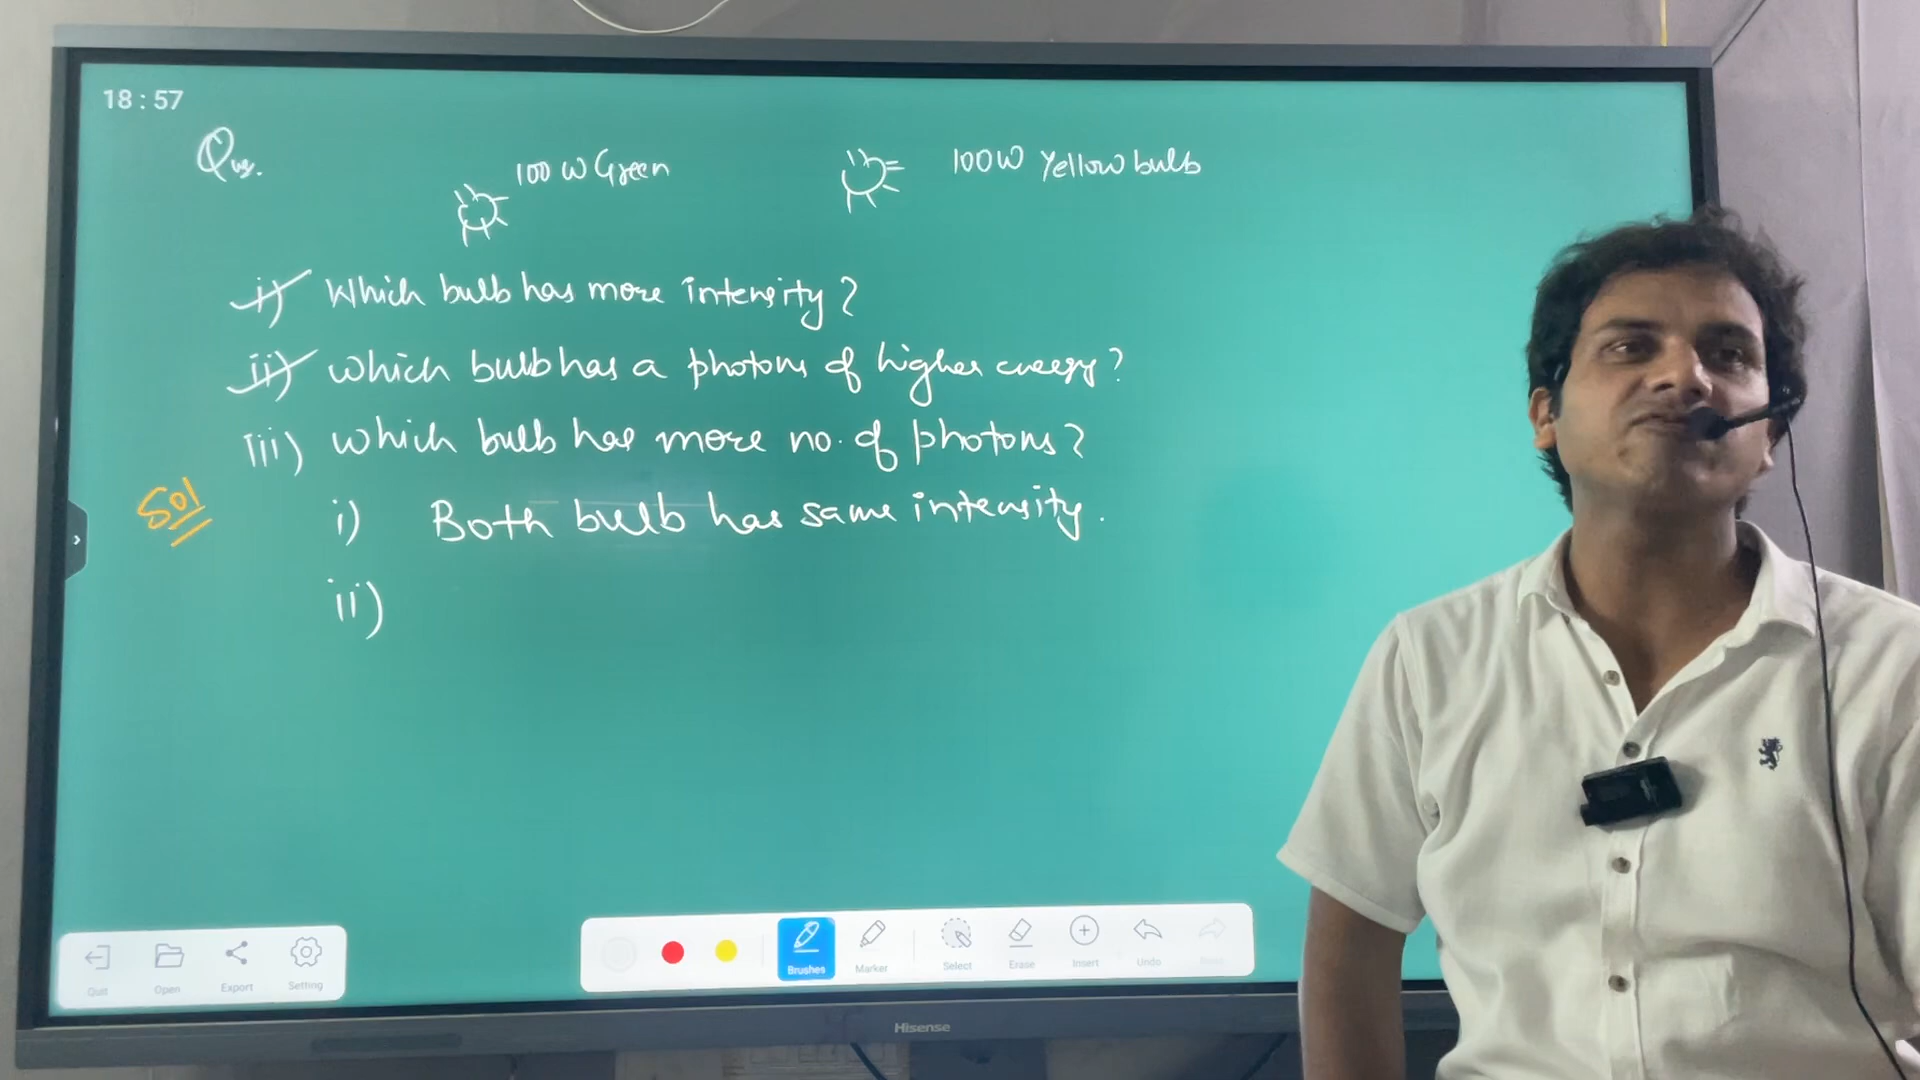 18:57
Ques.
100 W Green
100W Yellow bulb
i) Which bulb has more intensity?
ii) which bulb has a photons of higher energy?
iii) which bulb has more no. of photons?
Sol
i) Both bulb has same intensity.
ii)
Quit Open Export Setting
Brushes Marker Select Erase Insert Undo
Hisense